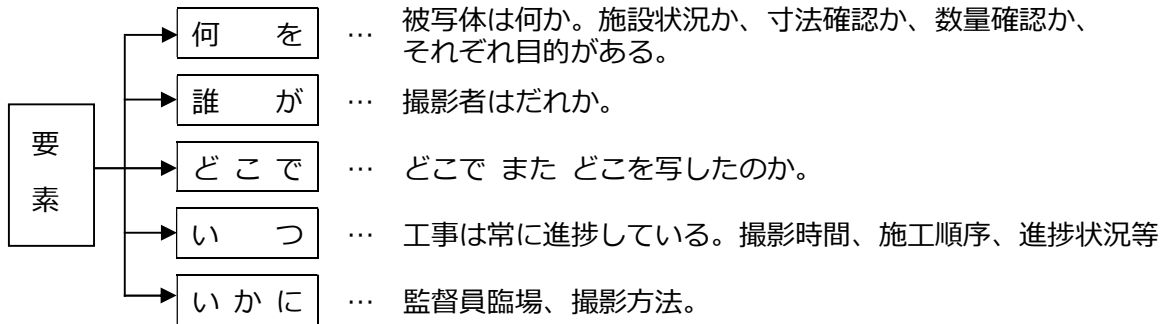 要素
何を … 被写体は何か。施設状況か、寸法確認か、数量確認か、
それぞれ目的がある。
誰が … 撮影者はだれか。
どこで … どこで また どこを写したのか。
いつ … 工事は常に進捗している。撮影時間、施工順序、進捗状況等
いかに … 監督員臨場、撮影方法。